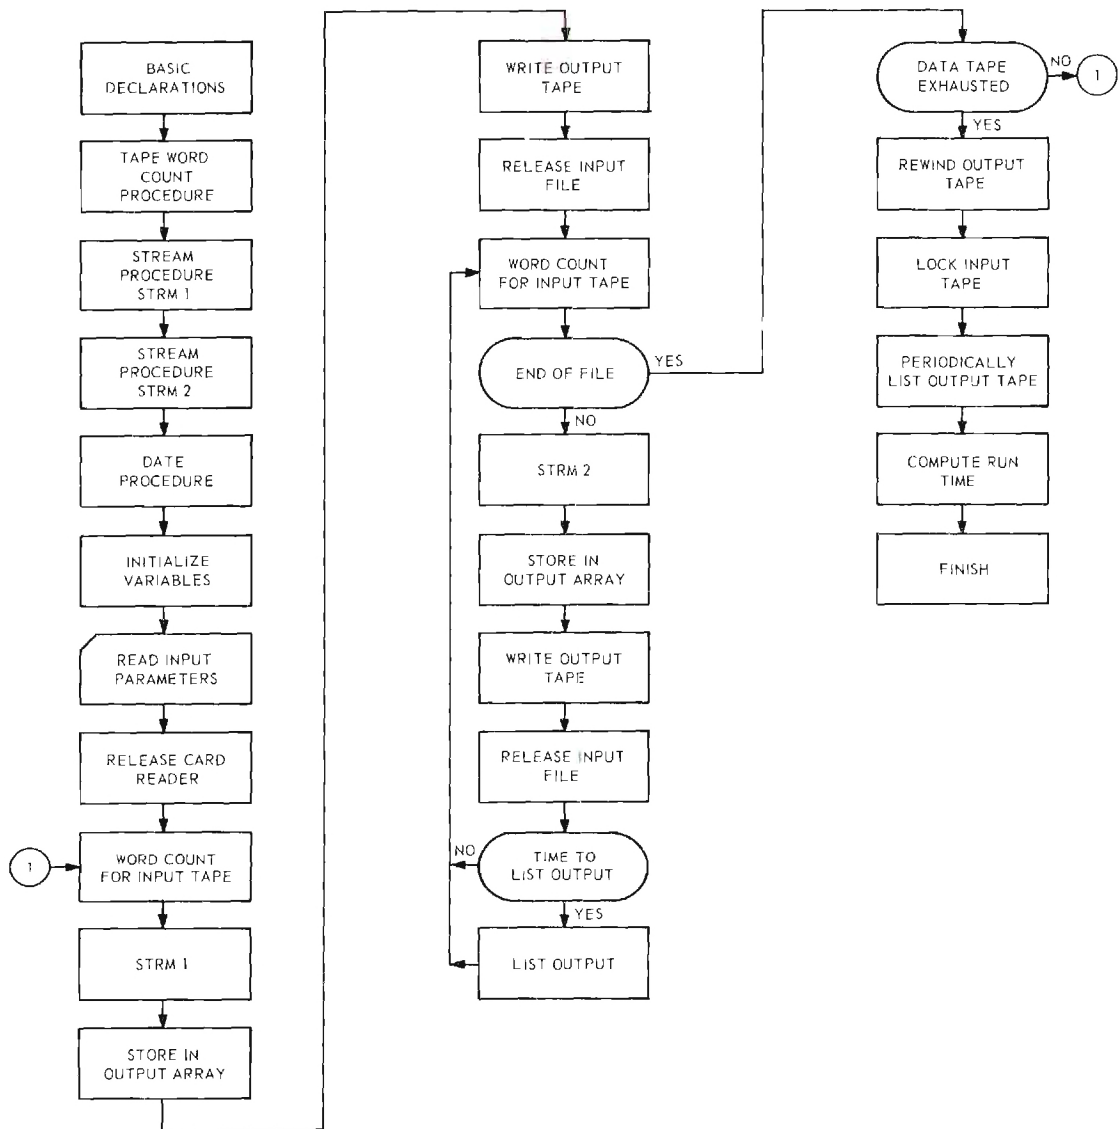 BASIC
DECLARATIONS
TAPE WORD
COUNT
PROCEDURE
STREAM
PROCEDURE
STRM 1
STREAM
PROCEDURE
STRM 2
DATE
PROCEDURE
INITIALIZE
VARIABLES
READ INPUT
PARAMETERS
RELEASE CARD
READER
1
WORD COUNT
FOR INPUT TAPE
STRM 1
STORE IN
OUTPUT ARRAY
WRITE OUTPUT
TAPE
RELEASE INPUT
FILE
WORD COUNT
FOR INPUT TAPE
END OF FILE
YES
NO
STRM 2
STORE IN
OUTPUT ARRAY
WRITE OUTPUT
TAPE
RELEASE INPUT
FILE
NO
TIME TO
LIST OUTPUT
YES
LIST OUTPUT
DATA TAPE
EXHAUSTED
NO
1
YES
REWIND OUTPUT
TAPE
LOCK INPUT
TAPE
PERIODICALLY
LIST OUTPUT TAPE
COMPUTE RUN
TIME
FINISH